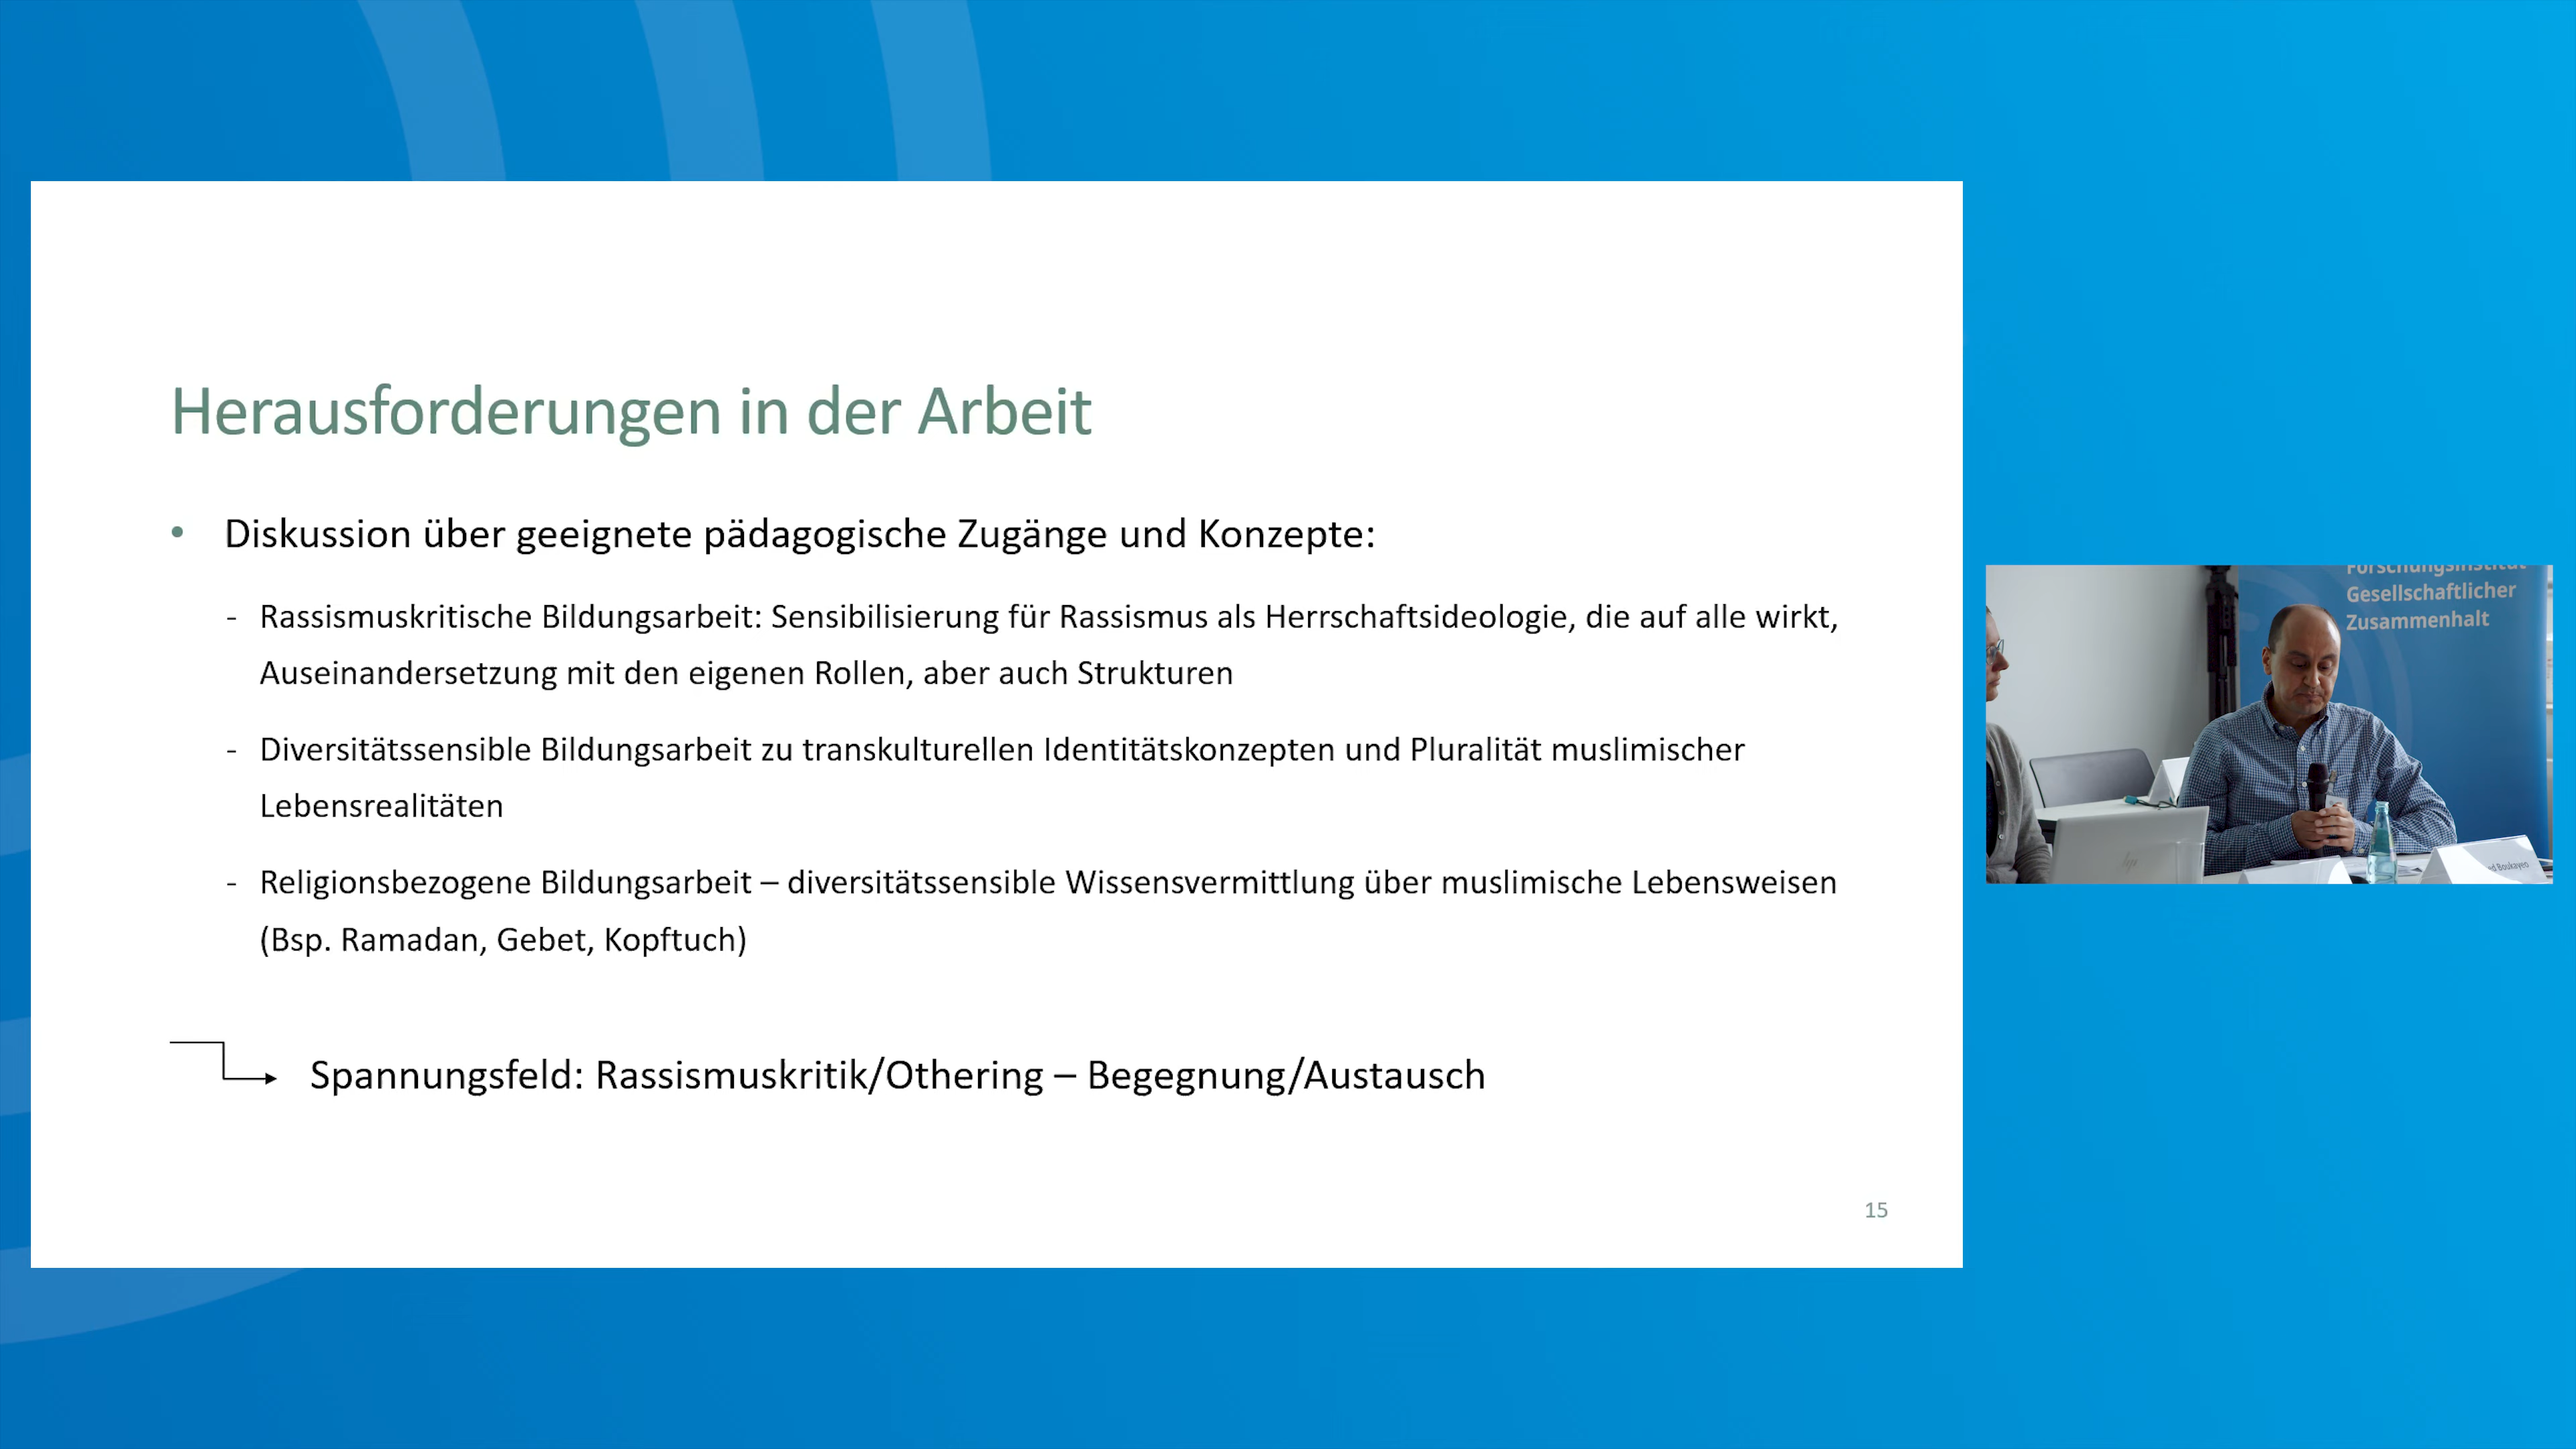 Herausforderungen in der Arbeit
• Diskussion über geeignete pädagogische Zugänge und Konzepte:
- Rassismuskritische Bildungsarbeit: Sensibilisierung für Rassismus als Herrschaftsideologie, die auf alle wirkt,
Auseinandersetzung mit den eigenen Rollen, aber auch Strukturen
- Diversitätssensible Bildungsarbeit zu transkulturellen Identitätskonzepten und Pluralität muslimischer
Lebensrealitäten
- Religionsbezogene Bildungsarbeit – diversitätssensible Wissensvermittlung über muslimische Lebensweisen
(Bsp. Ramadan, Gebet, Kopftuch)
Spannungsfeld: Rassismuskritik/Othering – Begegnung/Austausch
15
Forschungsinstitut
Gesellschaftlicher
Zusammenhalt
hp